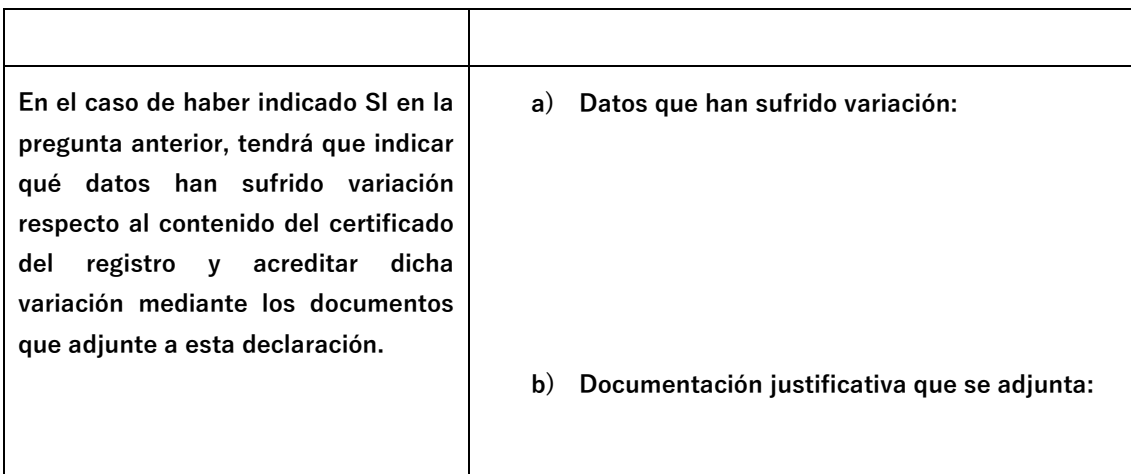 En el caso de haber indicado SI en la
pregunta anterior, tendrá que indicar
qué datos han sufrido variación
respecto al contenido del certificado
del registro y acreditar dicha
variación mediante los documentos
que adjunte a esta declaración.
a) Datos que han sufrido variación:
b) Documentación justificativa que se adjunta: